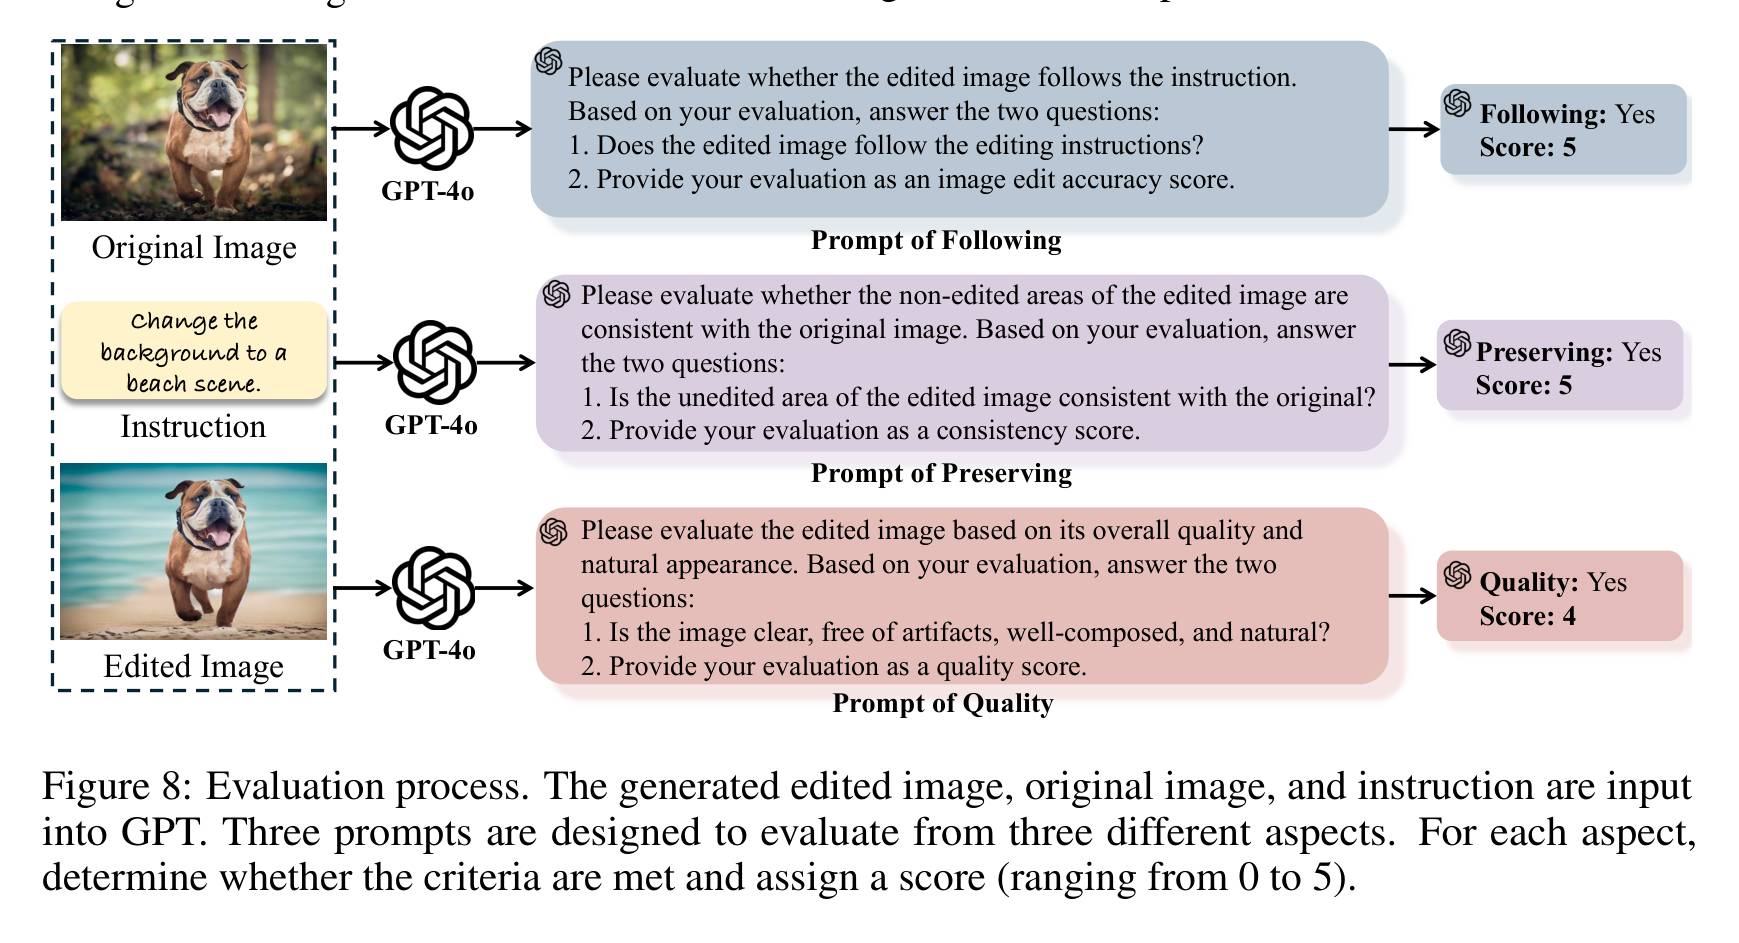 Please evaluate whether the edited image follows the instruction.
Based on your evaluation, answer the two questions:
1. Does the edited image follow the editing instructions?
2. Provide your evaluation as an image edit accuracy score.
Following: Yes
Score: 5
GPT-4o
Prompt of Following
Original Image
Please evaluate whether the non-edited areas of the edited image are
consistent with the original image. Based on your evaluation, answer
the two questions:
1. Is the unedited area of the edited image consistent with the original?
2. Provide your evaluation as a consistency score.
Change the
background to a
beach scene.
Preserving: Yes
Score: 5
Instruction
GPT-4o
Prompt of Preserving
Please evaluate the edited image based on its overall quality and
natural appearance. Based on your evaluation, answer the two
questions:
1. Is the image clear, free of artifacts, well-composed, and natural?
2. Provide your evaluation as a quality score.
Quality: Yes
Score: 4
GPT-4o
Edited Image
Prompt of Quality
Figure 8: Evaluation process. The generated edited image, original image, and instruction are input
into GPT. Three prompts are designed to evaluate from three different aspects. For each aspect,
determine whether the criteria are met and assign a score (ranging from 0 to 5).